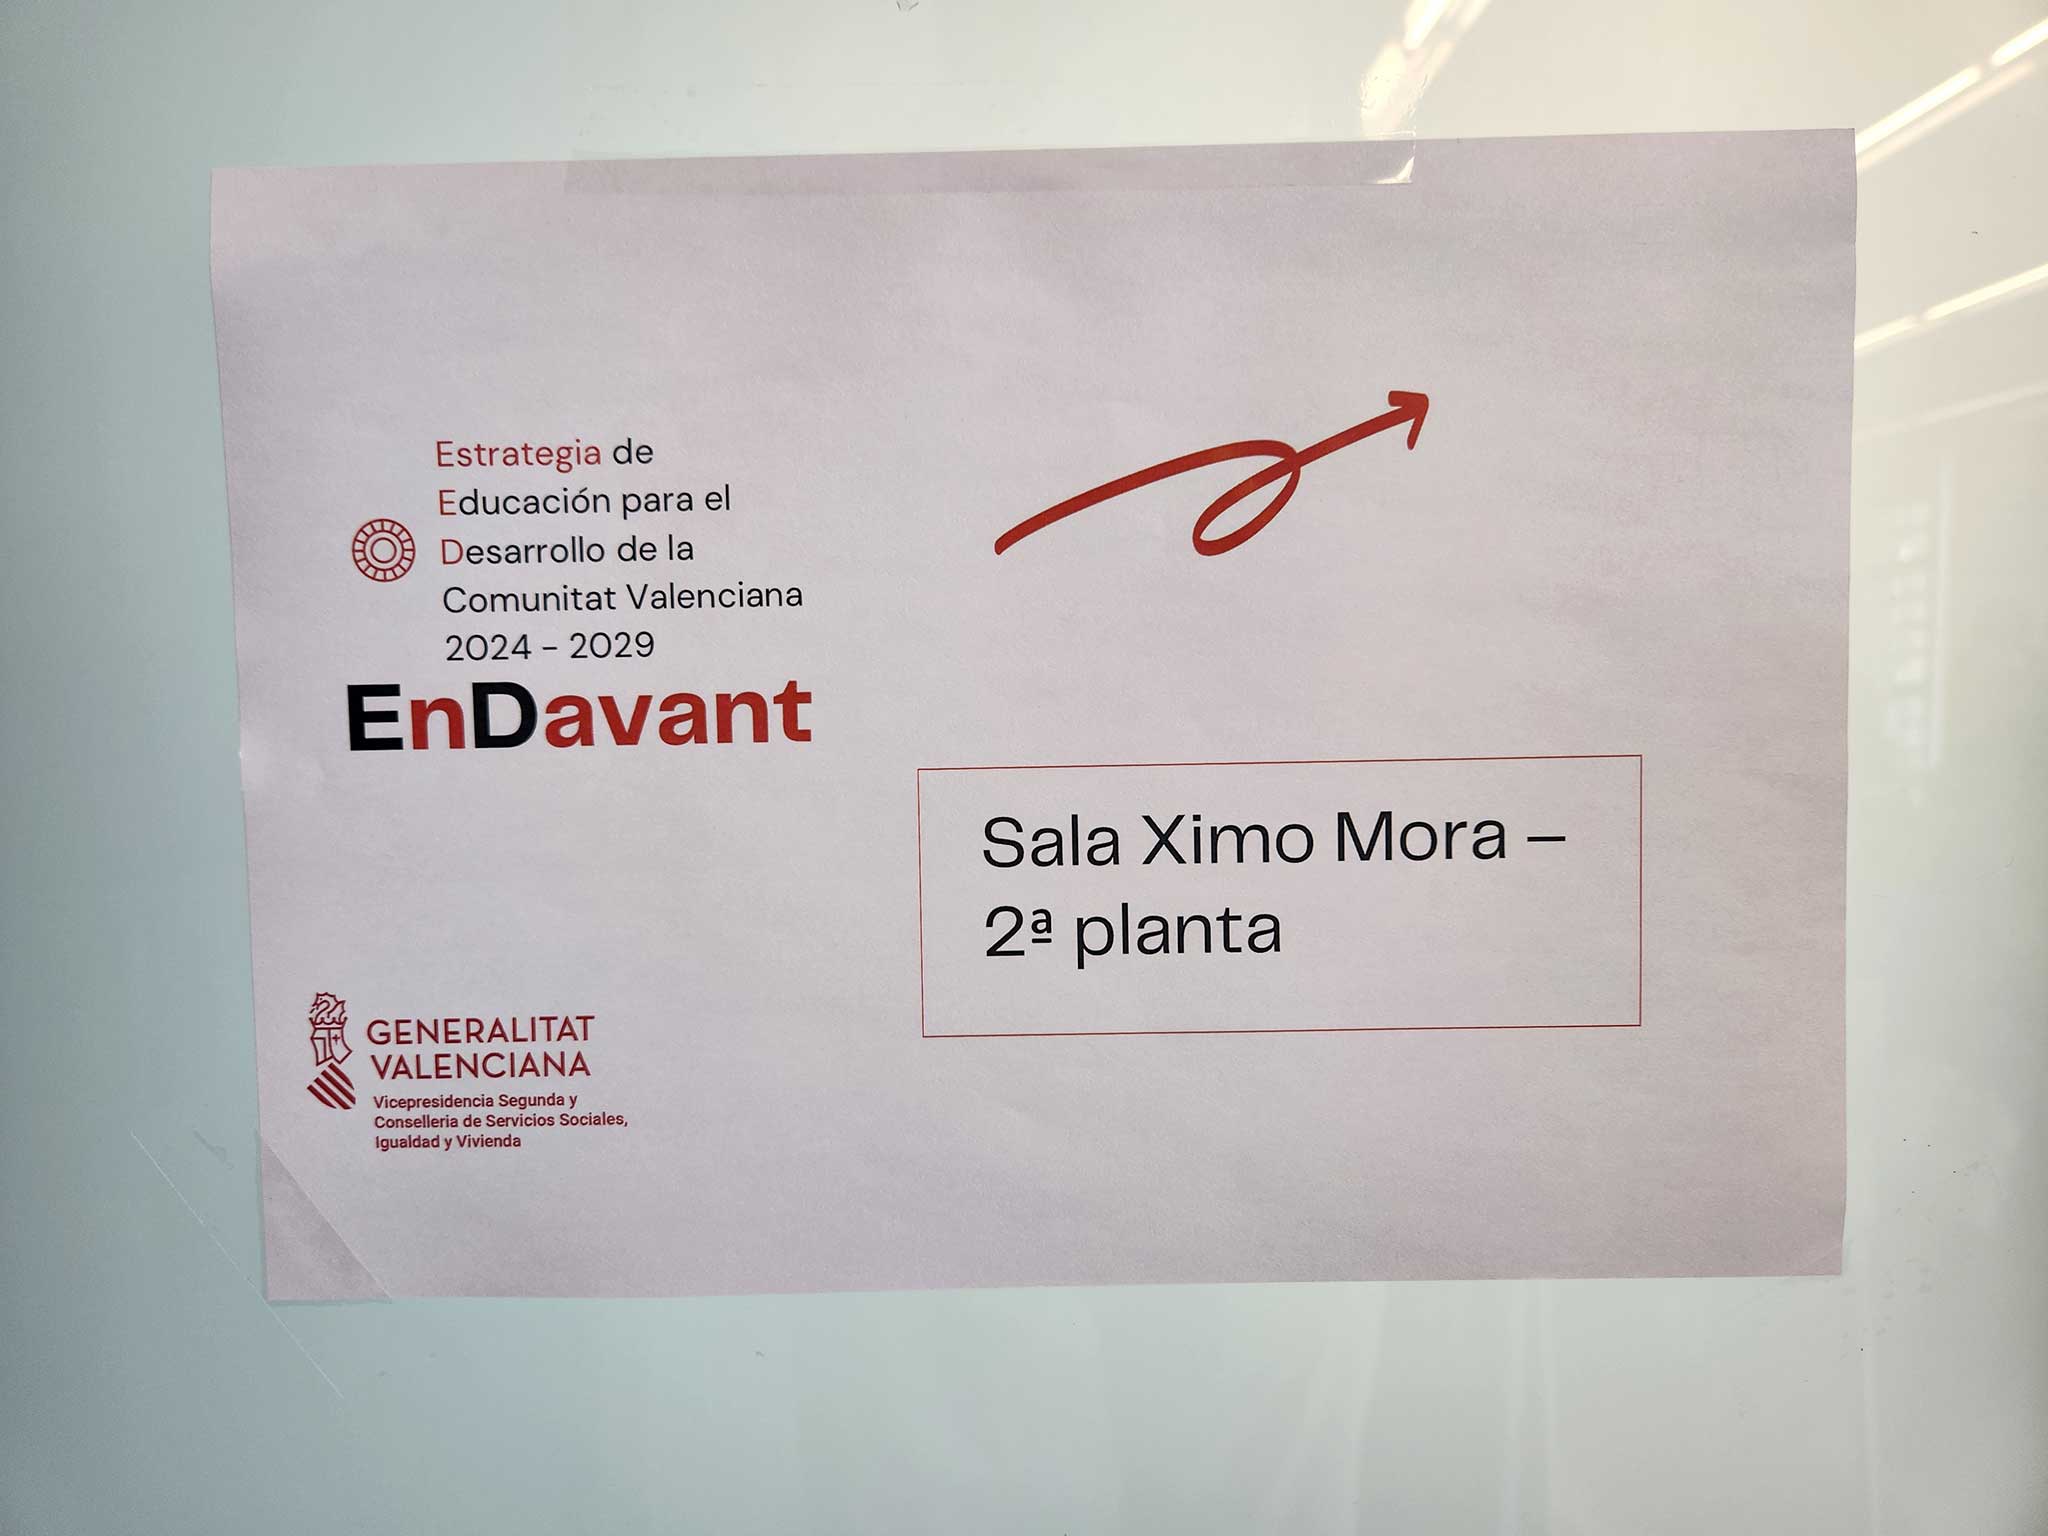 Estrategia de
Educación para el
Desarrollo de la
Comunitat Valenciana
2024 – 2029
EnDavant
Sala Ximo Mora –
2ª planta
GENERALITAT
VALENCIANA
Vicepresidencia Segunda y
Conselleria de Servicios Sociales,
Igualdad y Vivienda